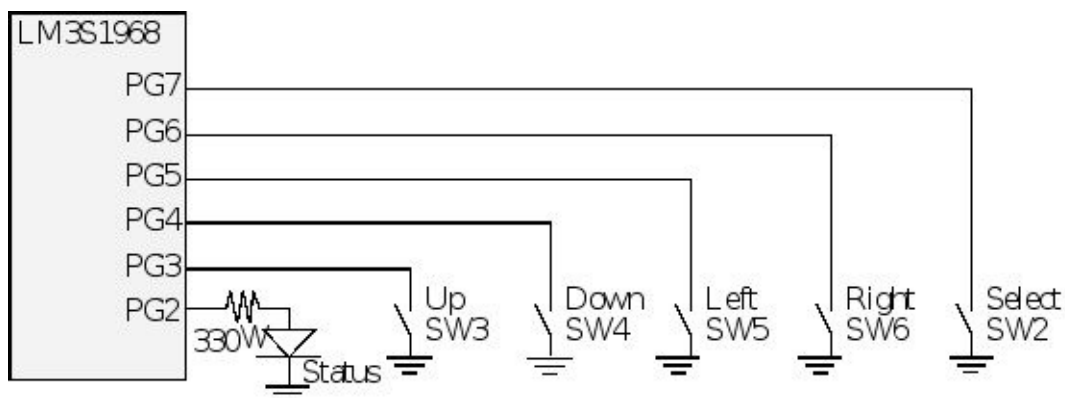 LM3S1968
PG7
PG6
PG5
PG4
PG3
PG2
330W
Status
Up
SW3
Down
SW4
Left
SW5
Right
SW6
Select
SW2